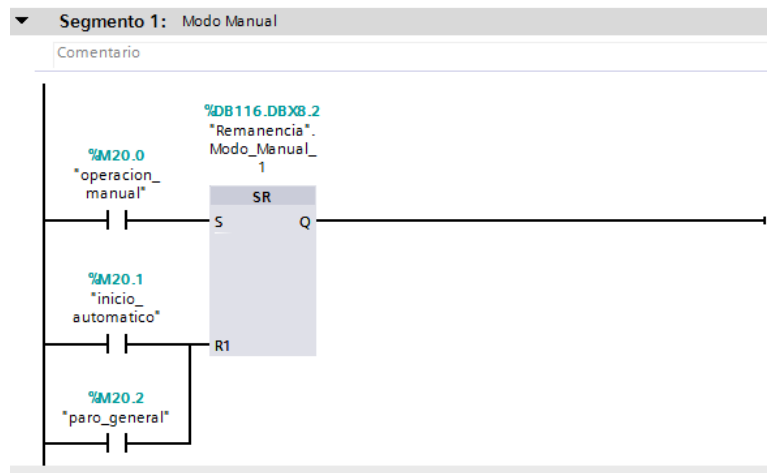 Segmento 1: Modo Manual
Comentario
%DB116.DBX8.2
"Remanencia".
Modo_Manual_
1
%M20.0
"operacion_
manual"
SR
S
Q
%M20.1
"inicio_
automatico"
R1
%M20.2
"paro_general"